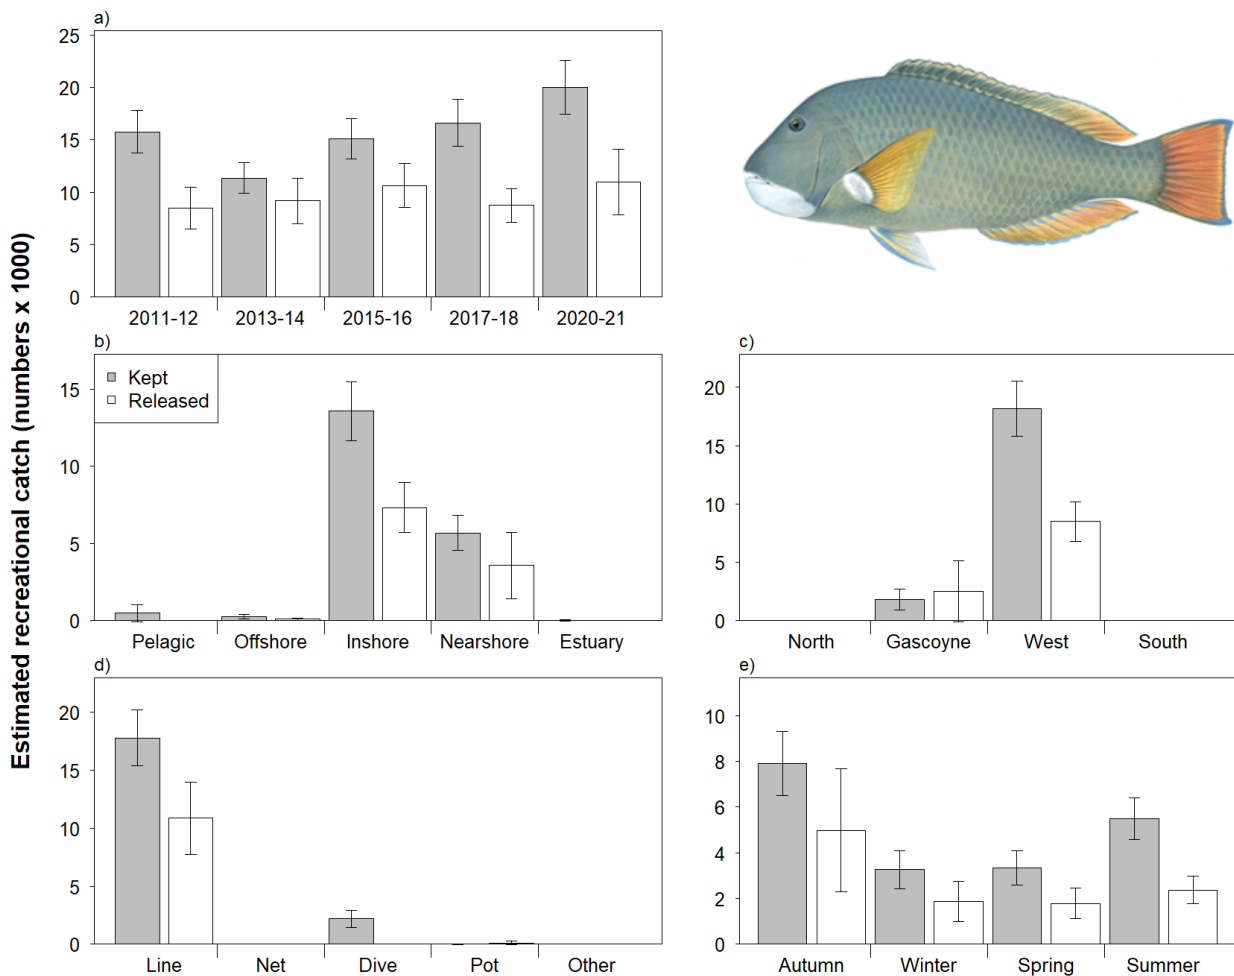 Estimated recreational catch (numbers x 1000)
a)
25
20
15
10
5
0
2011-12 2013-14 2015-16 2017-18 2020-21
b)
Kept
Released
15
10
5
0
Pelagic Offshore Inshore Nearshore Estuary
c)
20
15
10
5
0
North Gascoyne West South
d)
20
15
10
5
0
Line Net Dive Pot Other
e)
10
8
6
4
2
0
Autumn Winter Spring Summer